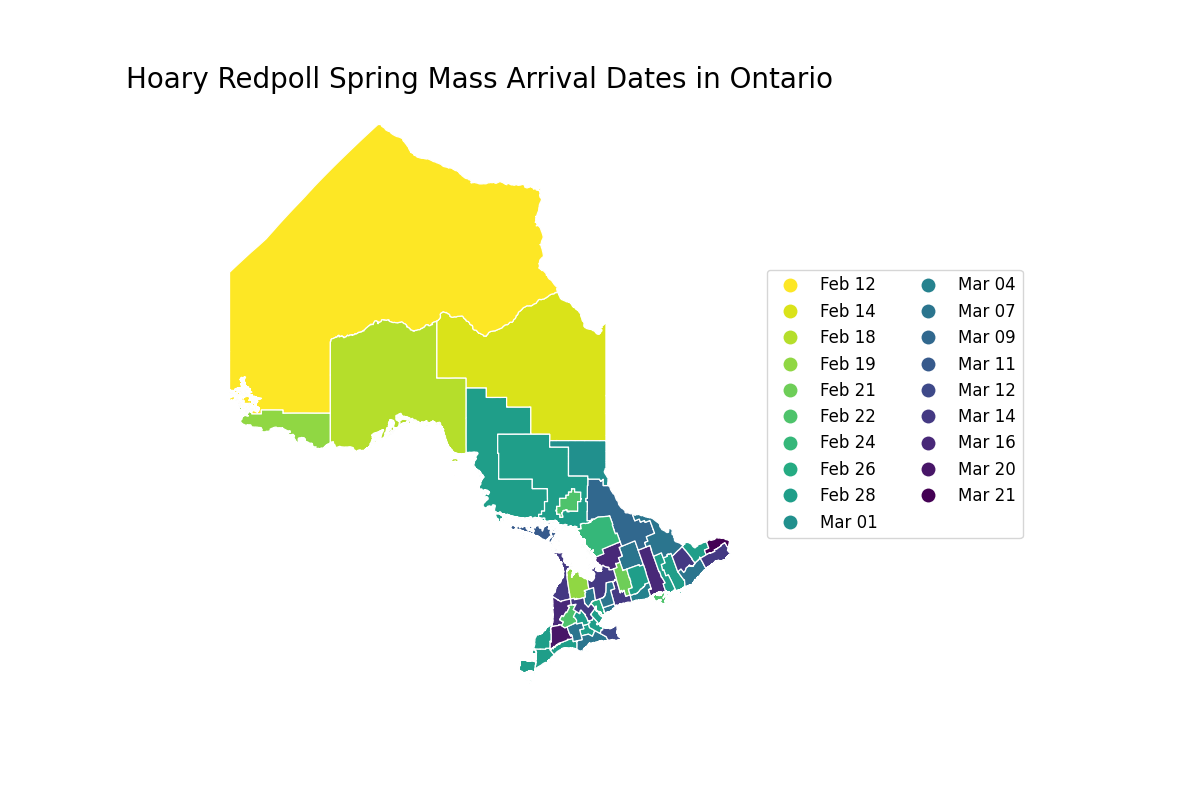 Hoary Redpoll Spring Mass Arrival Dates in Ontario
Feb 12
Feb 14
Feb 18
Feb 19
Feb 21
Feb 22
Feb 24
Feb 26
Feb 28
Mar 01
Mar 04
Mar 07
Mar 09
Mar 11
Mar 12
Mar 14
Mar 16
Mar 20
Mar 21